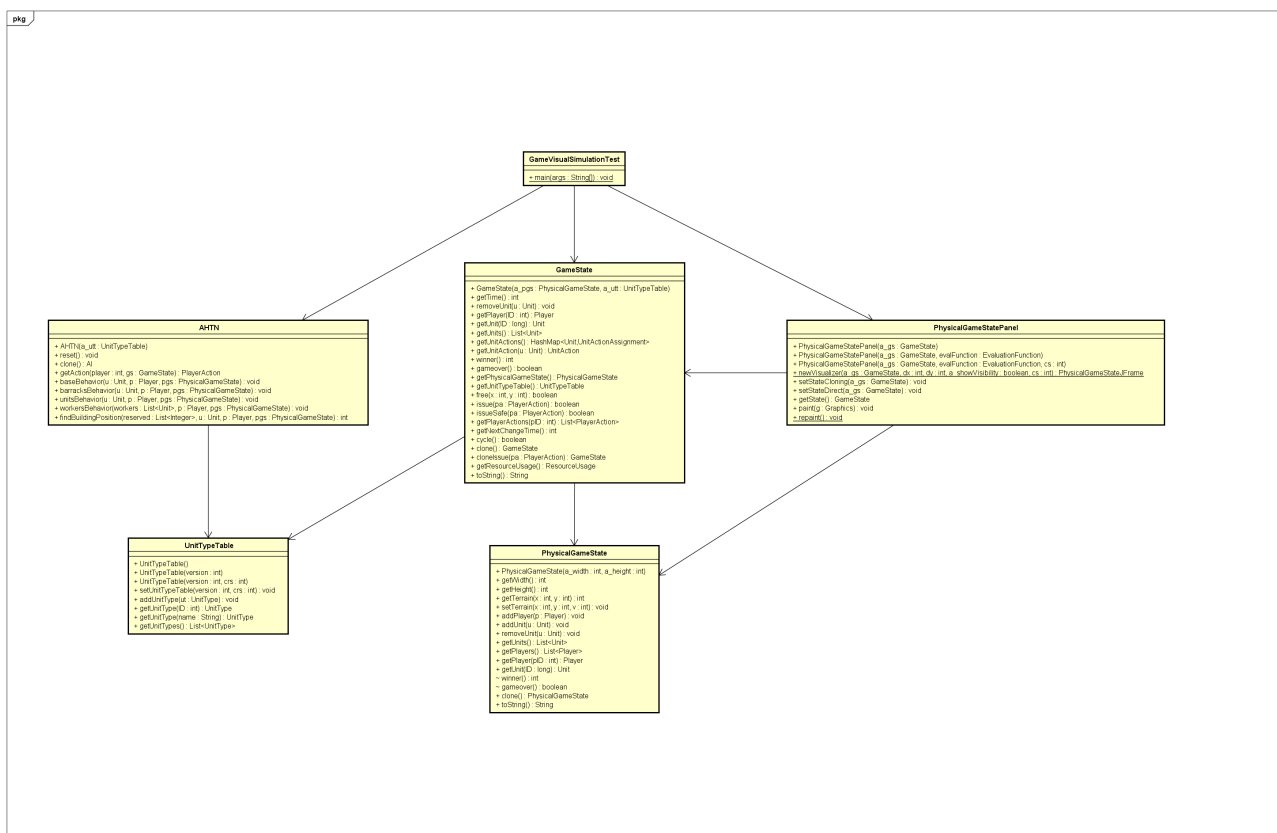 pkg
GameVisualSimulationTest
+ main(args : String[]) : void
GameState
+ GameState(a_pgs : PhysicalGameState, a_utt : UnitTypeTable)
+ getTime() : int
+ removeUnit(u : Unit) : void
+ getPlayer(ID : int) : Player
+ getUnit(ID : long) : Unit
+ getUnits() : List<Unit>
+ getUnitActions() : HashMap<Unit,UnitActionAssignment>
+ getUnitAction(u : Unit) : UnitAction
+ winner() : int
+ gameover() : boolean
+ getPhysicalGameState() : PhysicalGameState
+ getUnitTypeTable() : UnitTypeTable
+ free(x : int, y : int) : boolean
+ issue(pa : PlayerAction) : boolean
+ issueSafe(pa : PlayerAction) : boolean
+ getPlayerActions(pID : int) : List<PlayerAction>
+ getNextChangeTime() : int
+ cycle() : boolean
+ clone() : GameState
+ cloneIssue(pa : PlayerAction) : GameState
+ getResourceUsage() : ResourceUsage
+ toString() : String
AHTN
+ AHTN(a_utt : UnitTypeTable)
+ reset() : void
+ clone() : AI
+ getAction(player : int, gs : GameState) : PlayerAction
+ baseBehavior(u : Unit, p : Player, pgs : PhysicalGameState) : void
+ barracksBehavior(u : Unit, p : Player, pgs : PhysicalGameState) : void
+ unitsBehavior(u : Unit, p : Player, pgs : PhysicalGameState) : void
+ workersBehavior(workers : List<Unit>, p : Player, pgs : PhysicalGameState) : void
+ findBuildingPosition(reserved : List<Integer>, u : Unit, p : Player, pgs : PhysicalGameState) : int
PhysicalGameStatePanel
+ PhysicalGameStatePanel(a_gs : GameState)
+ PhysicalGameStatePanel(a_gs : GameState, evalFunction : EvaluationFunction)
+ PhysicalGameStatePanel(a_gs : GameState, evalFunction : EvaluationFunction, cs : int)
+ newVisualizer(a_gs : GameState, dx : int, dy : int, a_showVisibility : boolean, cs : int) : PhysicalGameStateJFrame
+ setStateCloning(a_gs : GameState) : void
+ setStateDirect(a_gs : GameState) : void
+ getState() : GameState
+ paint(g : Graphics) : void
+ repaint() : void
UnitTypeTable
+ UnitTypeTable()
+ UnitTypeTable(version : int)
+ UnitTypeTable(version : int, crs : int)
+ setUnitTypeTable(version : int, crs : int) : void
+ addUnitType(ut : UnitType) : void
+ getUnitType(ID : int) : UnitType
+ getUnitType(name : String) : UnitType
+ getUnitTypes() : List<UnitType>
PhysicalGameState
+ PhysicalGameState(a_width : int, a_height : int)
+ getWidth() : int
+ getHeight() : int
+ getTerrain(x : int, y : int) : int
+ setTerrain(x : int, y : int, v : int) : void
+ addPlayer(p : Player) : void
+ addUnit(u : Unit) : void
+ removeUnit(u : Unit) : void
+ getUnits() : List<Unit>
+ getPlayers() : List<Player>
+ getPlayer(pID : int) : Player
+ getUnit(ID : long) : Unit
~ winner() : int
~ gameover() : boolean
+ clone() : PhysicalGameState
+ toString() : String